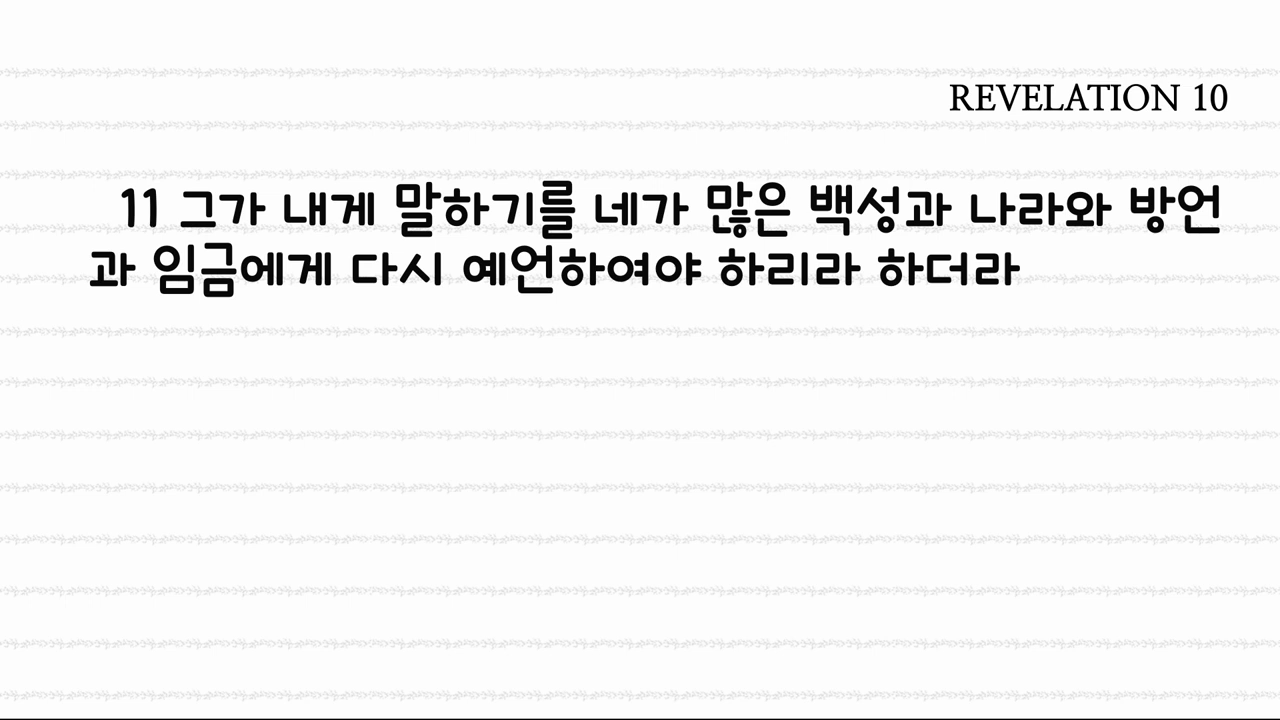 REVELATION 10
11 그가 내게 말하기를 네가 많은 백성과 나라와 방언
과 임금에게 다시 예언하여야 하리라 하더라